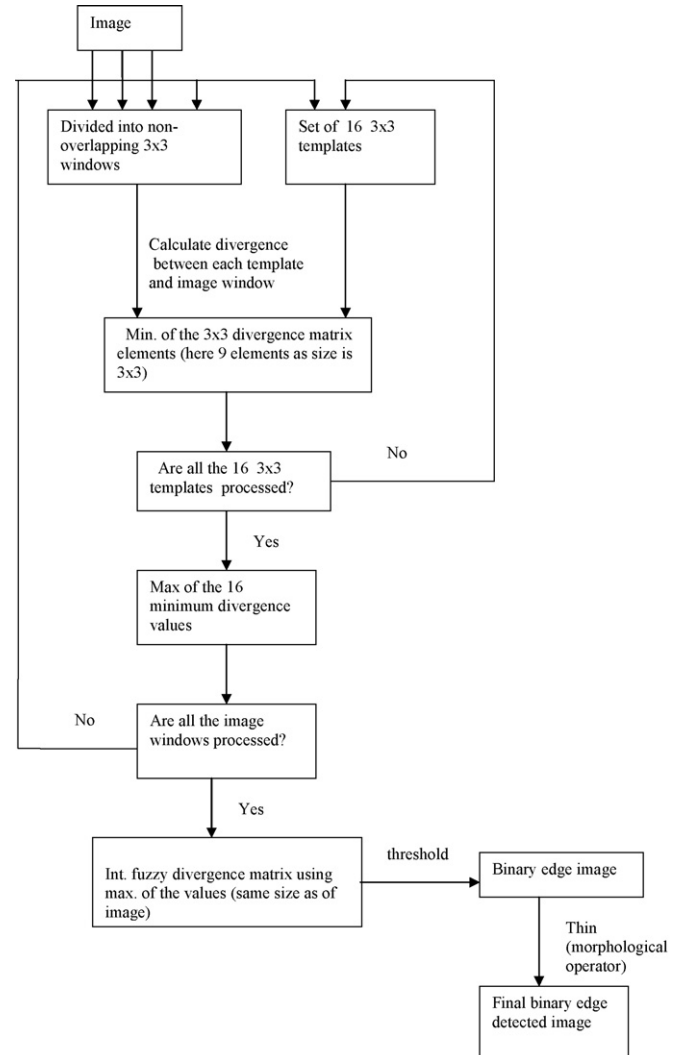 Image
Divided into non-
overlapping 3x3
windows
Set of 16 3x3
templates
Calculate divergence
between each template
and image window
Min. of the 3x3 divergence matrix
elements (here 9 elements as size is
3x3)
Are all the 16 3x3
templates processed?
No
Yes
Max of the 16
minimum divergence
values
Are all the image
windows processed?
No
Yes
Int. fuzzy divergence matrix using
max. of the values (same size as of
image)
threshold
Binary edge image
Thin
(morphological
operator)
Final binary edge
detected image